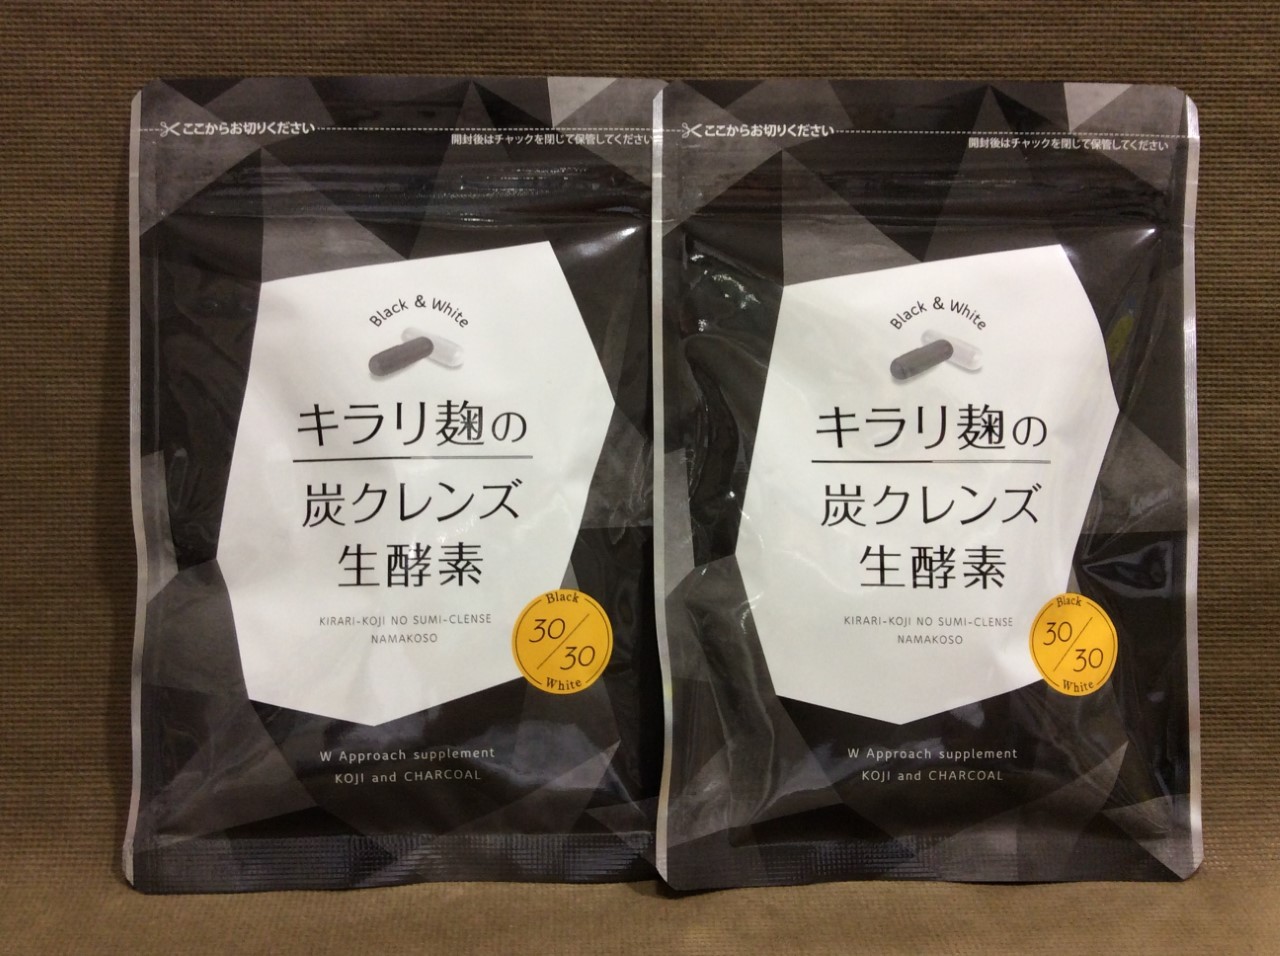 ここからお切りください
開封後はチャックを閉じて保管してください
Black & White
キラリ麹の
炭クレンズ
生酵素
KIRARI-KOJI NO SUMI-CLENSE
NAMAKOSO
Black
30/30
White
W Approach supplement
KOJI and CHARCOAL
ここからお切りください
開封後はチャックを閉じて保管してください
Black & White
キラリ麹の
炭クレンズ
生酵素
KIRARI-KOJI NO SUMI-CLENSE
NAMAKOSO
Black
30/30
White
W Approach supplement
KOJI and CHARCOAL